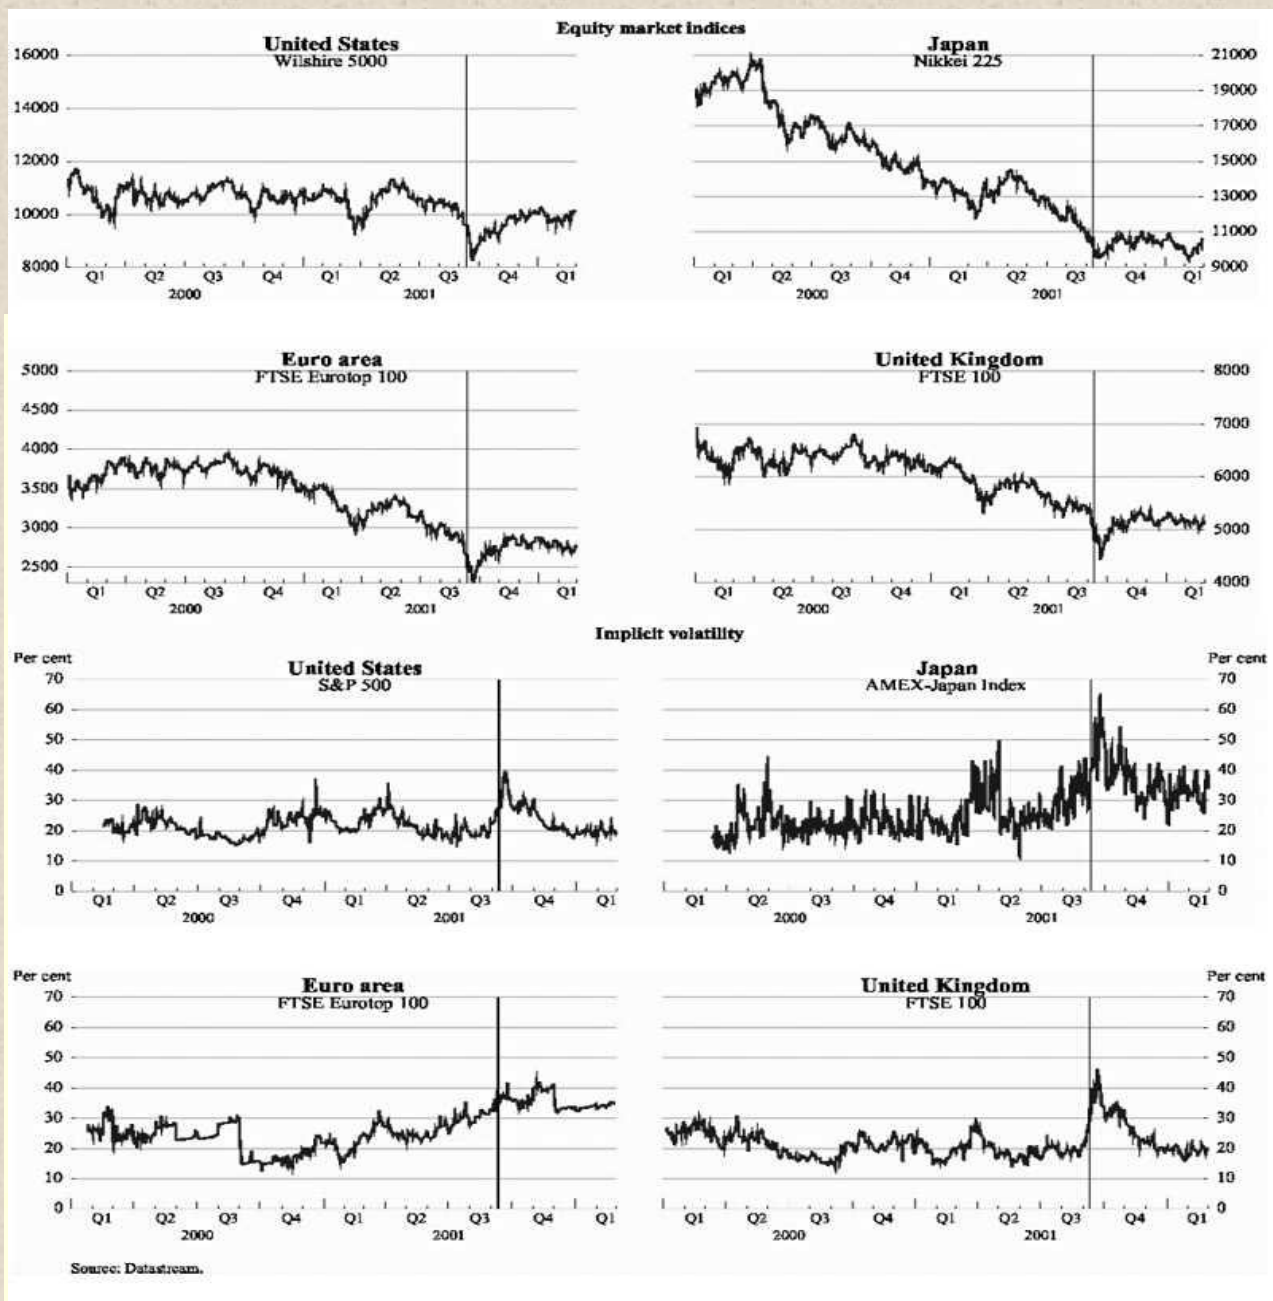 Equity market indices
United States
Wilshire 5000
16000
14000
12000
10000
8000
Q1 Q2 Q3 Q4 Q1 Q2 Q3 Q4 Q1
2000 2001
Japan
Nikkei 225
21000
19000
17000
15000
13000
11000
9000
Q1 Q2 Q3 Q4 Q1 Q2 Q3 Q4 Q1
2000 2001
Euro area
FTSE Eurotop 100
5000
4500
4000
3500
3000
2500
Q1 Q2 Q3 Q4 Q1 Q2 Q3 Q4 Q1
2000 2001
United Kingdom
FTSE 100
8000
7000
6000
5000
4000
Q1 Q2 Q3 Q4 Q1 Q2 Q3 Q4 Q1
2000 2001
Implicit volatility
Per cent
United States
S&P 500
70
60
50
40
30
20
10
0
Q1 Q2 Q3 Q4 Q1 Q2 Q3 Q4 Q1
2000 2001
Per cent
Japan
AMEX-Japan Index
70
60
50
40
30
20
10
0
Q1 Q2 Q3 Q4 Q1 Q2 Q3 Q4 Q1
2000 2001
Per cent
Euro area
FTSE Eurotop 100
70
60
50
40
30
20
10
0
Q1 Q2 Q3 Q4 Q1 Q2 Q3 Q4 Q1
2000 2001
Per cent
United Kingdom
FTSE 100
70
60
50
40
30
20
10
0
Q1 Q2 Q3 Q4 Q1 Q2 Q3 Q4 Q1
2000 2001
Source: Datastream.